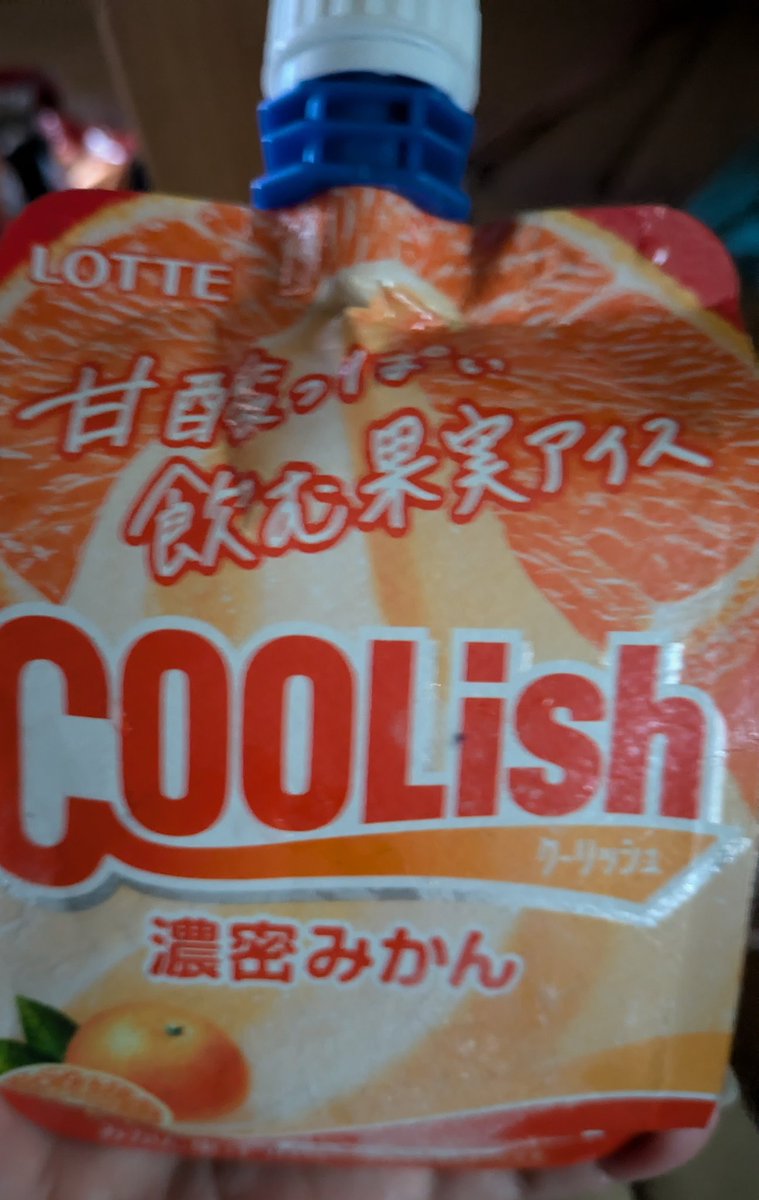 LOTTE
甘酸っぱい
飲む果実アイス
COOLish
クーリッシュ
濃密みかん